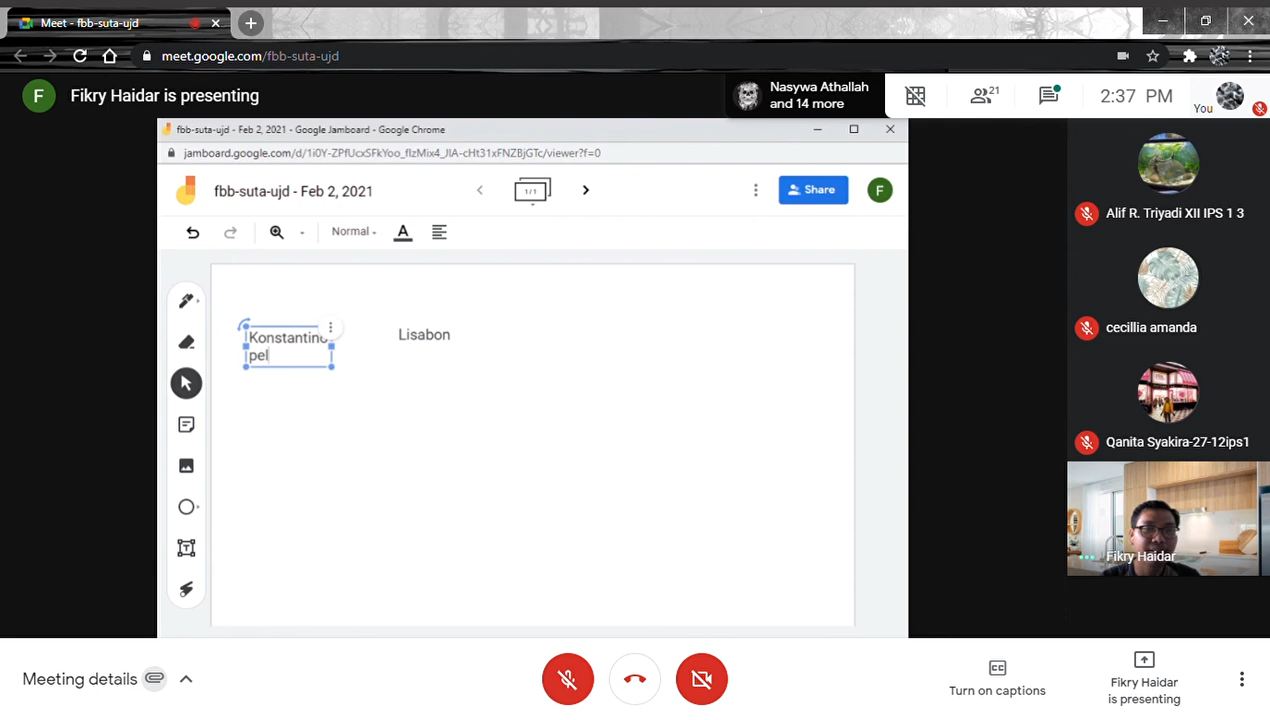 Meet - fbb-suta-ujd
meet.google.com/fbb-suta-ujd
F
Fikry Haidar is presenting
Nasywa Athallah
and 14 more
21
2:37 PM
You
fbb-suta-ujd - Feb 2, 2021 - Google Jamboard - Google Chrome
jamboard.google.com/d/1i0Y-ZPfUcxSFkYoo_fIzMix4_JIA-cHt31xFNZBjGTc/viewer?f=0
fbb-suta-ujd - Feb 2, 2021
1/1
Share
F
Normal
A
Konstantino
pel
Lisabon
Alif R. Triyadi XII IPS 1 3
cecillia amanda
Qanita Syakira-27-12ips1
Fikry Haidar
Meeting details
Turn on captions
Fikry Haidar
is presenting